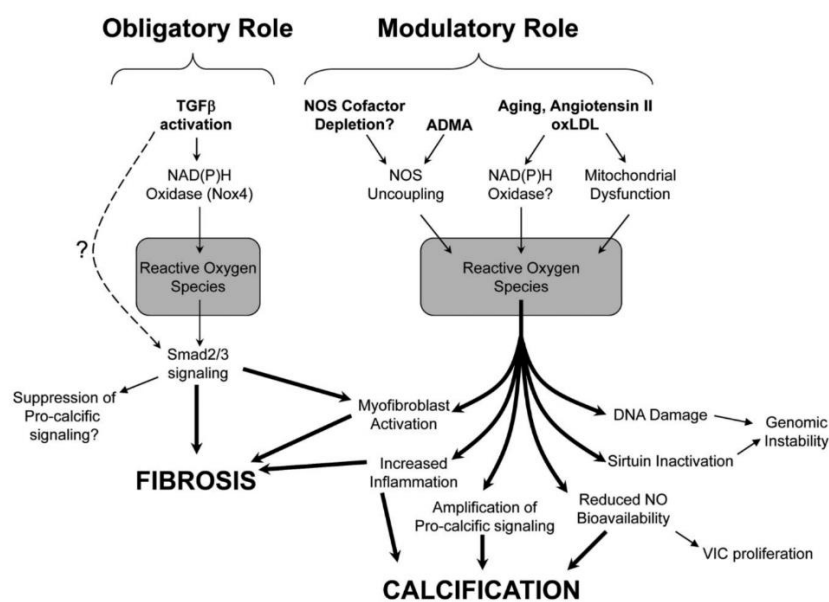 Obligatory Role
Modulatory Role
TGFβ
activation
NOS Cofactor
Depletion?
ADMA
Aging, Angiotensin II
oxLDL
NAD(P)H
Oxidase (Nox4)
NOS
Uncoupling
NAD(P)H
Oxidase?
Mitochondrial
Dysfunction
?
Reactive Oxygen
Species
Reactive Oxygen
Species
Smad2/3
signaling
Suppression of
Pro-calcific
signaling?
Myofibroblast
Activation
DNA Damage
Genomic
Instability
Sirtuin Inactivation
FIBROSIS
Increased
Inflammation
Amplification of
Pro-calcific signaling
Reduced NO
Bioavailability
VIC proliferation
CALCIFICATION